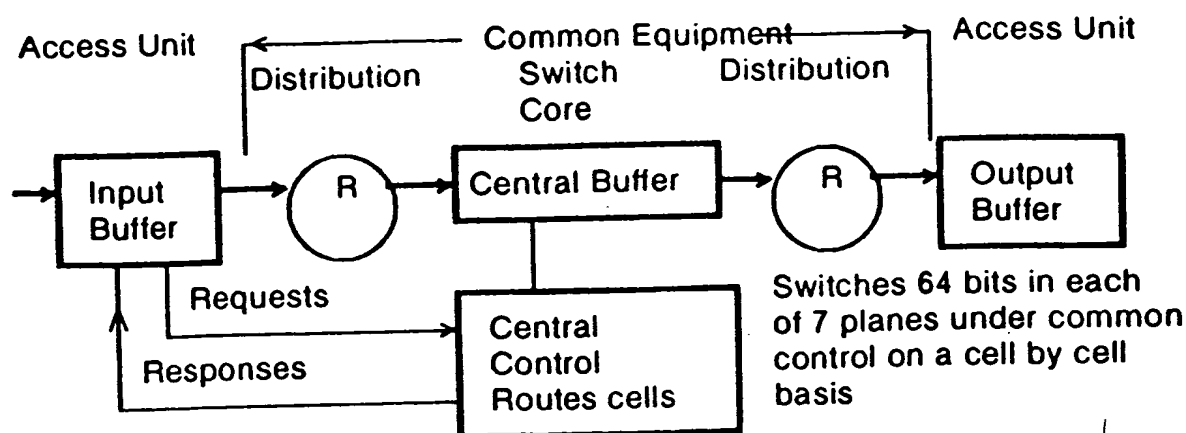 Access Unit
Common Equipment
Access Unit
Distribution
Switch
Core
Distribution
Input
Buffer
R
Central Buffer
R
Output
Buffer
Requests
Responses
Central
Control
Routes cells
Switches 64 bits in each
of 7 planes under common
control on a cell by cell
basis